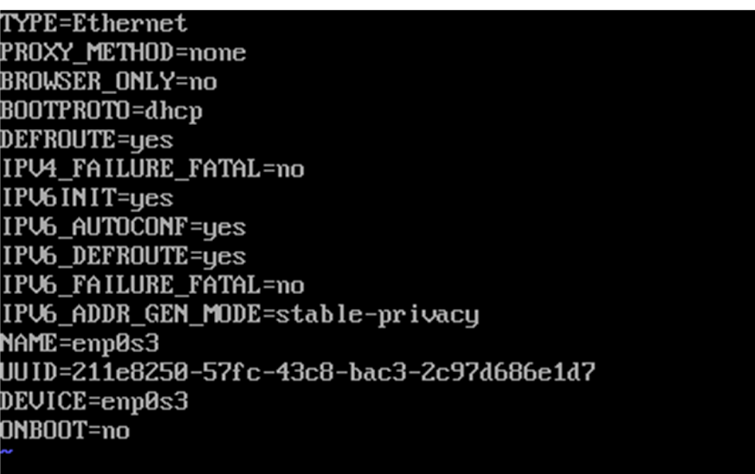 TYPE=Ethernet
PROXY_METHOD=none
BROWSER_ONLY=no
BOOTPROTO=dhcp
DEFROUTE=yes
IPV4_FAILURE_FATAL=no
IPV6INIT=yes
IPV6_AUTOCONF=yes
IPV6_DEFROUTE=yes
IPV6_FAILURE_FATAL=no
IPV6_ADDR_GEN_MODE=stable-privacy
NAME=enp0s3
UUID=211e8250-57fc-43c8-bac3-2c97d686e1d7
DEVICE=enp0s3
ONBOOT=no
~